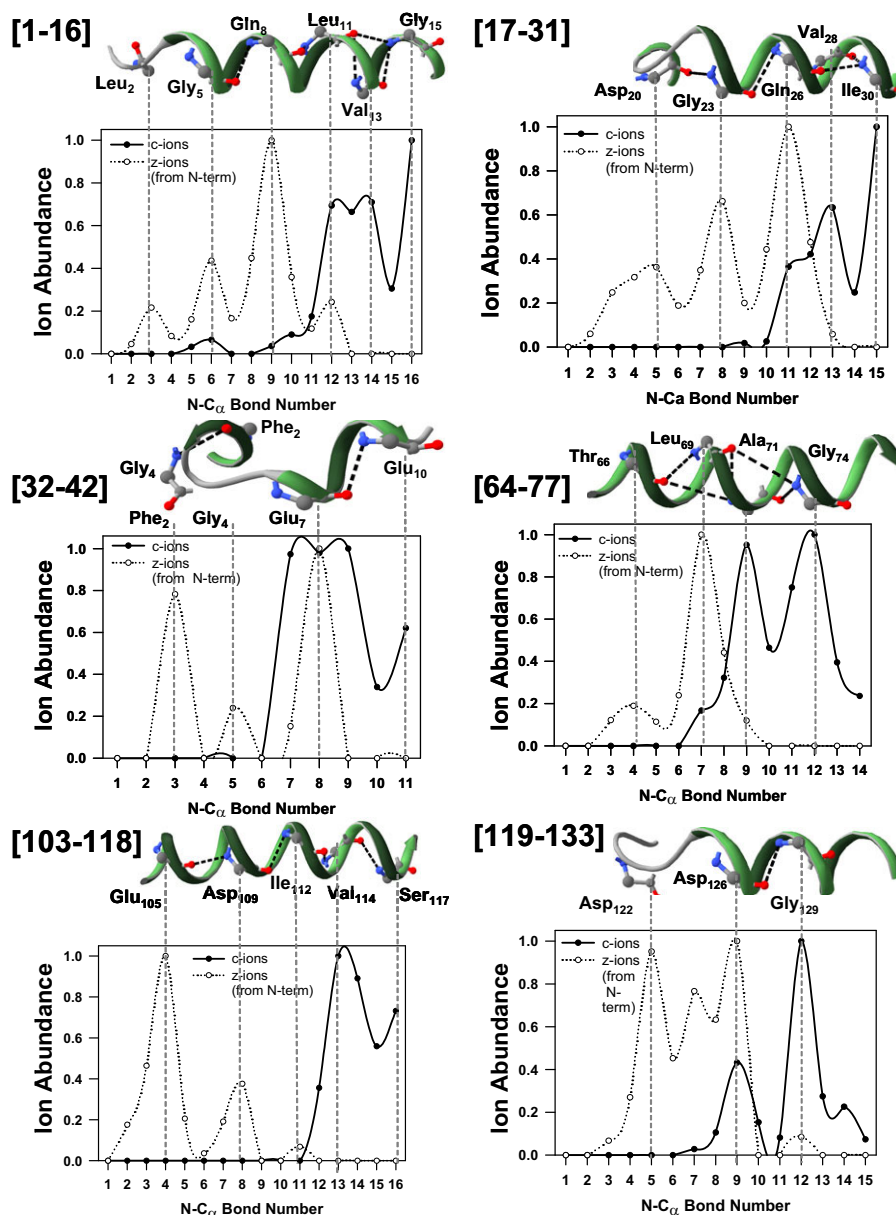 [1-16]
Leu2
Gly5
Gln8
Leu11
Val13
Gly15
c-ions
z-ions
(from N-term)
Ion Abundance
1.0
0.8
0.6
0.4
0.2
0.0
1 2 3 4 5 6 7 8 9 10 11 12 13 14 15 16
N-Cα Bond Number
[17-31]
Asp20
Gly23
Gln26
Val28
Ile30
c-ions
z-ions
(from N-term)
Ion Abundance
1.0
0.8
0.6
0.4
0.2
0.0
1 2 3 4 5 6 7 8 9 10 11 12 13 14 15
N-Ca Bond Number
[32-42]
Phe2
Gly4
Glu10
Phe2 Gly4 Glu7
c-ions
z-ions
(from N-term)
Ion Abundance
1.0
0.8
0.6
0.4
0.2
0.0
1 2 3 4 5 6 7 8 9 10 11
N-Cα Bond Number
[64-77]
Thr66
Leu69
Ala71
Gly74
c-ions
z-ions
(from N-term)
Ion Abundance
1.0
0.8
0.6
0.4
0.2
0.0
1 2 3 4 5 6 7 8 9 10 11 12 13 14
N-Cα Bond Number
[103-118]
Glu105
Asp109
Ile112
Val114
Ser117
c-ions
z-ions
(from N-term)
Ion Abundance
1.0
0.8
0.6
0.4
0.2
0.0
1 2 3 4 5 6 7 8 9 10 11 12 13 14 15 16
N-Cα Bond Number
[119-133]
Asp122
Asp126
Gly129
c-ions
z-ions
(from
N-
term)
Ion Abundance
1.0
0.8
0.6
0.4
0.2
0.0
1 2 3 4 5 6 7 8 9 10 11 12 13 14 15
N-Cα Bond Number